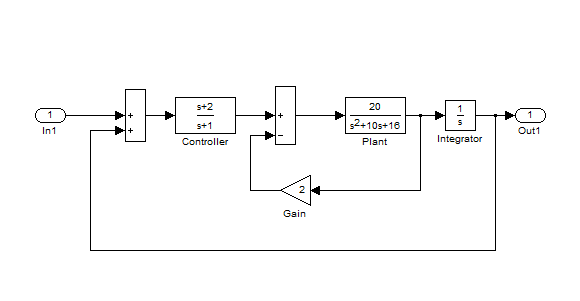 1
In1
+
+
s+2
s+1
Controller
+
−
20
s2+10s+16
Plant
1
s
Integrator
1
Out1
2
Gain